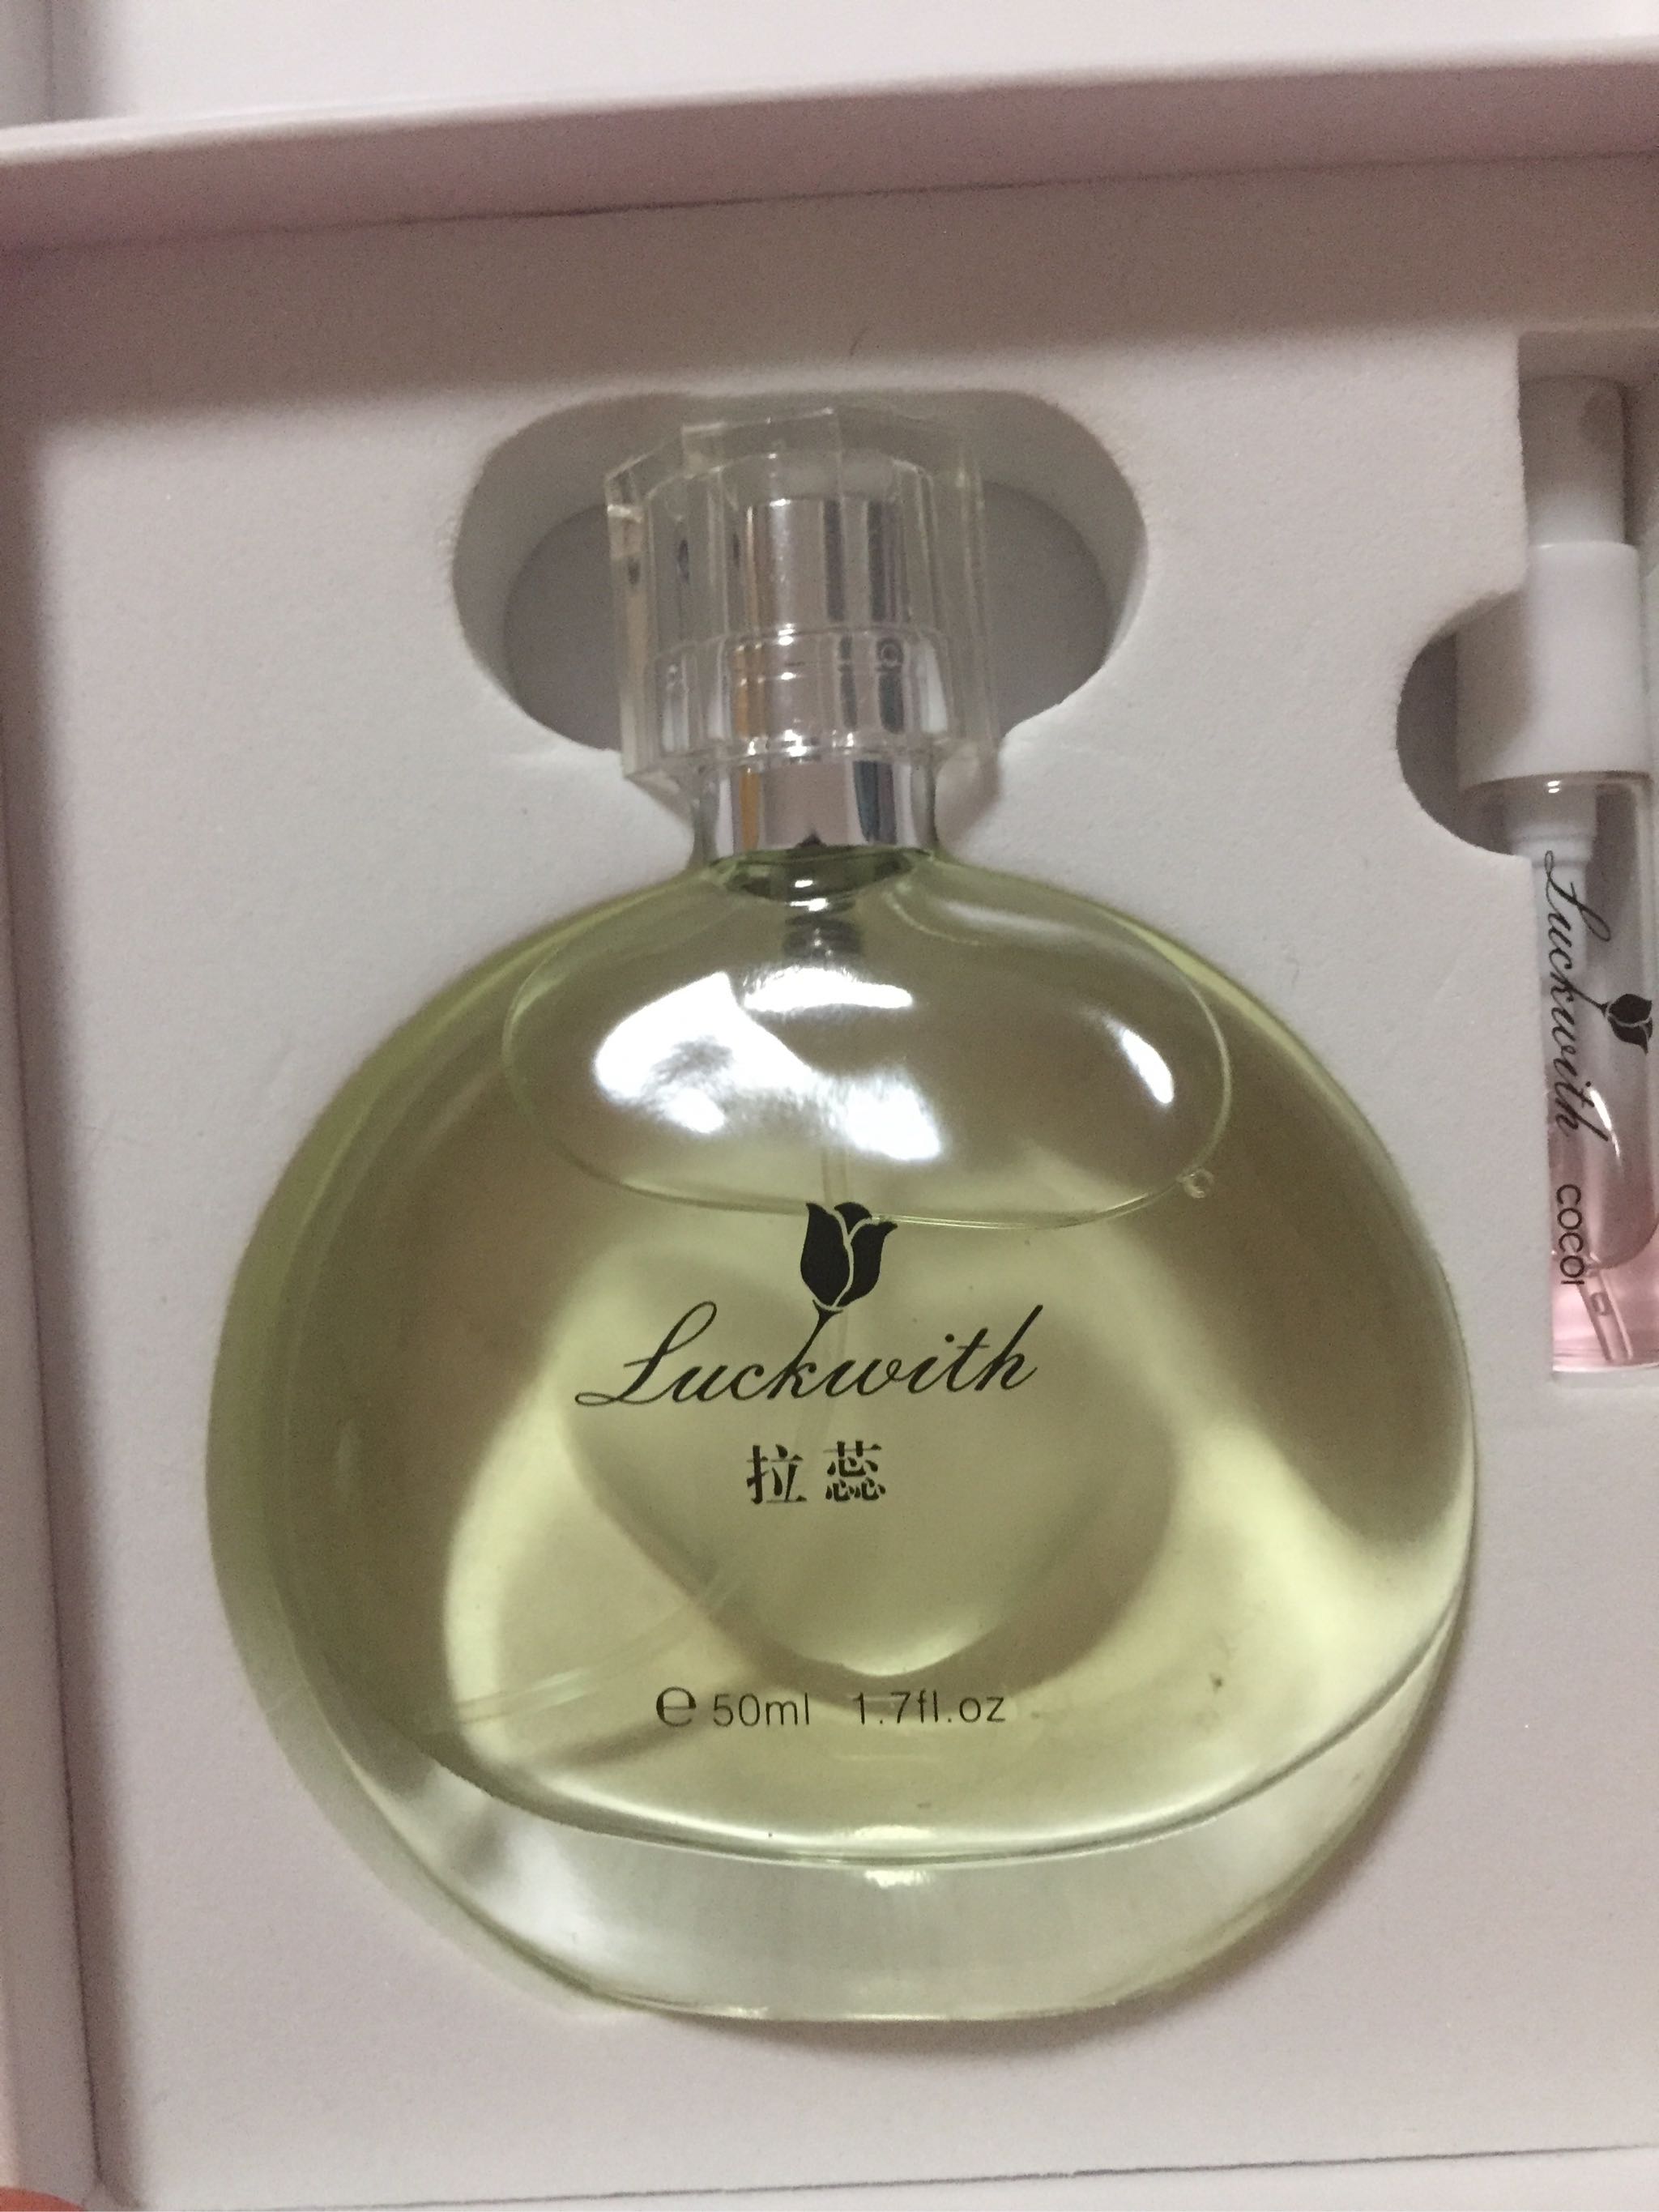 Luckwith
拉蕊
℮ 50ml 1.7fl.oz
Luckwith cocor